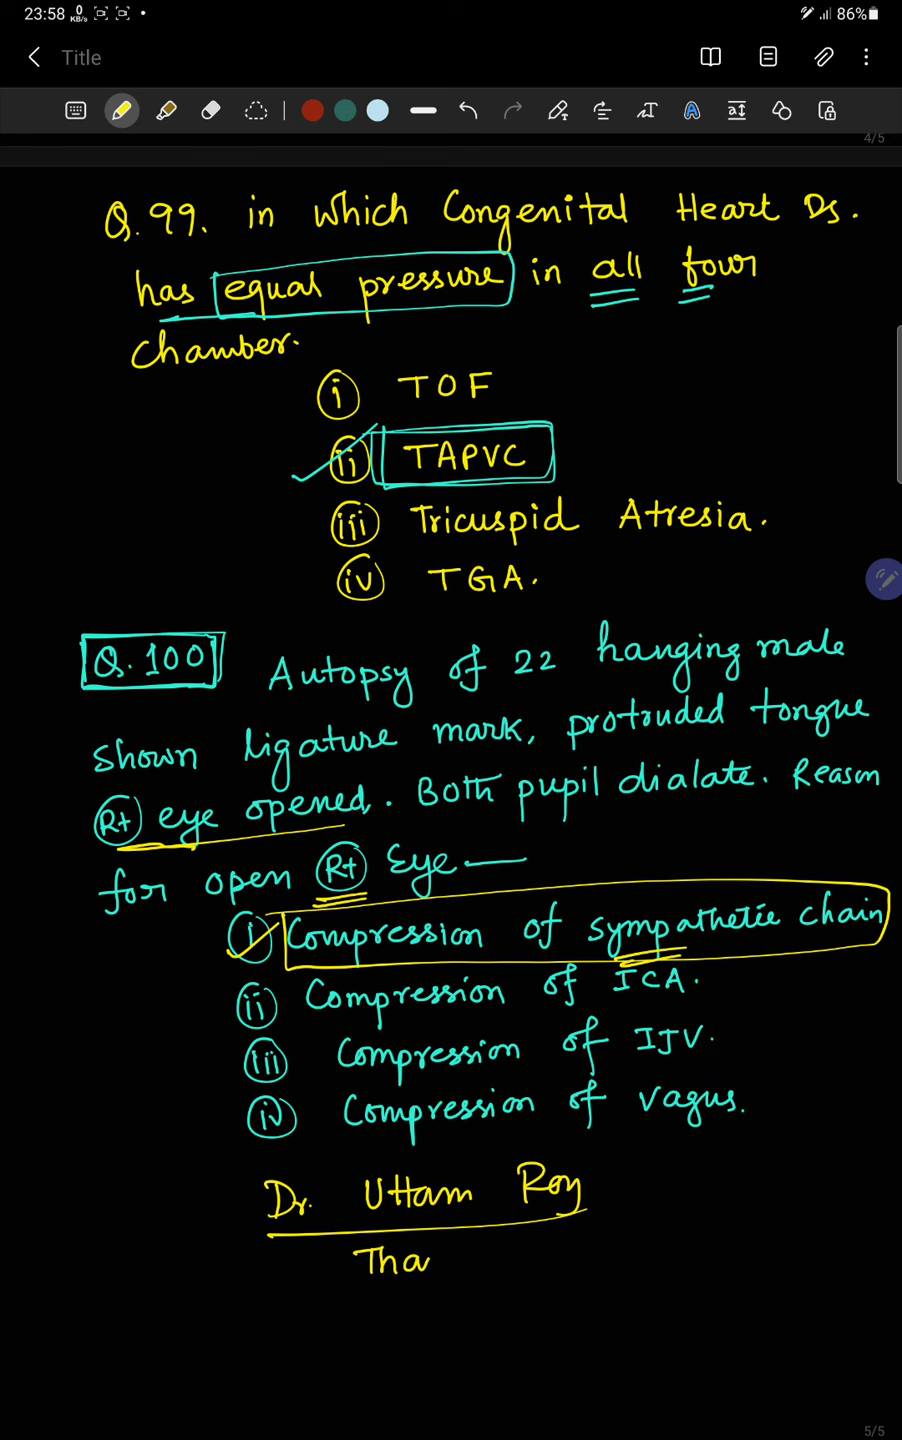 23:58 0 KB/s 86%
Title
4/5
Q.99. in which Congenital Heart Ds.
has equal pressure in all four
chamber.
i TOF
ii TAPVC
iii Tricuspid Atresia.
iv TGA.
Q.100 Autopsy of 22 hanging male
shown ligature mark, protruded tongue
Rt eye opened. Both pupil dialate. Reason
for open Rt Eye —
i Compression of sympathetic chain
ii Compression of ICA.
iii Compression of IJV.
iv Compression of vagus.
Dr. Uttam Roy
Tha
5/5